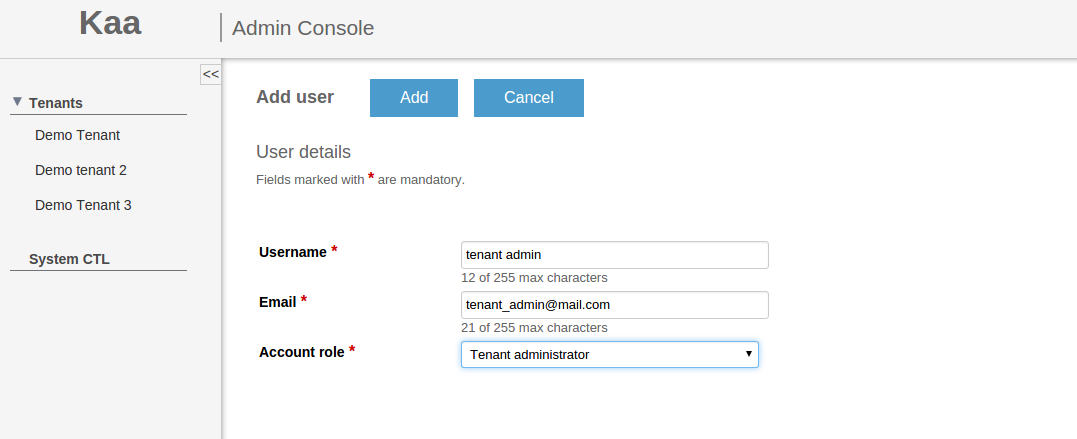 Kaa
Admin Console
<<
▼ Tenants
Demo Tenant
Demo tenant 2
Demo Tenant 3
System CTL
Add user
Add
Cancel
User details
Fields marked with * are mandatory.
Username *
tenant admin
12 of 255 max characters
Email *
tenant_admin@mail.com
21 of 255 max characters
Account role *
Tenant administrator